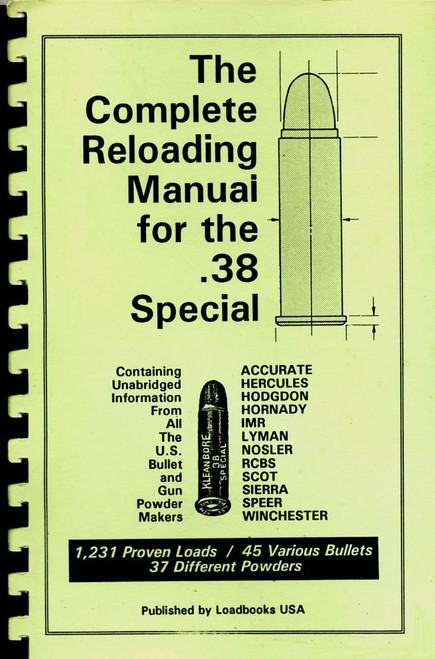 The
Complete
Reloading
Manual
for the
.38
Special
Containing
Unabridged
Information
From
All
The
U.S.
Bullet
and
Gun
Powder
Makers
KLEANBORE
38
SPECIAL
ACCURATE
HERCULES
HODGDON
HORNADY
IMR
LYMAN
NOSLER
RCBS
SCOT
SIERRA
SPEER
WINCHESTER
1,231 Proven Loads / 45 Various Bullets
37 Different Powders
Published by Loadbooks USA